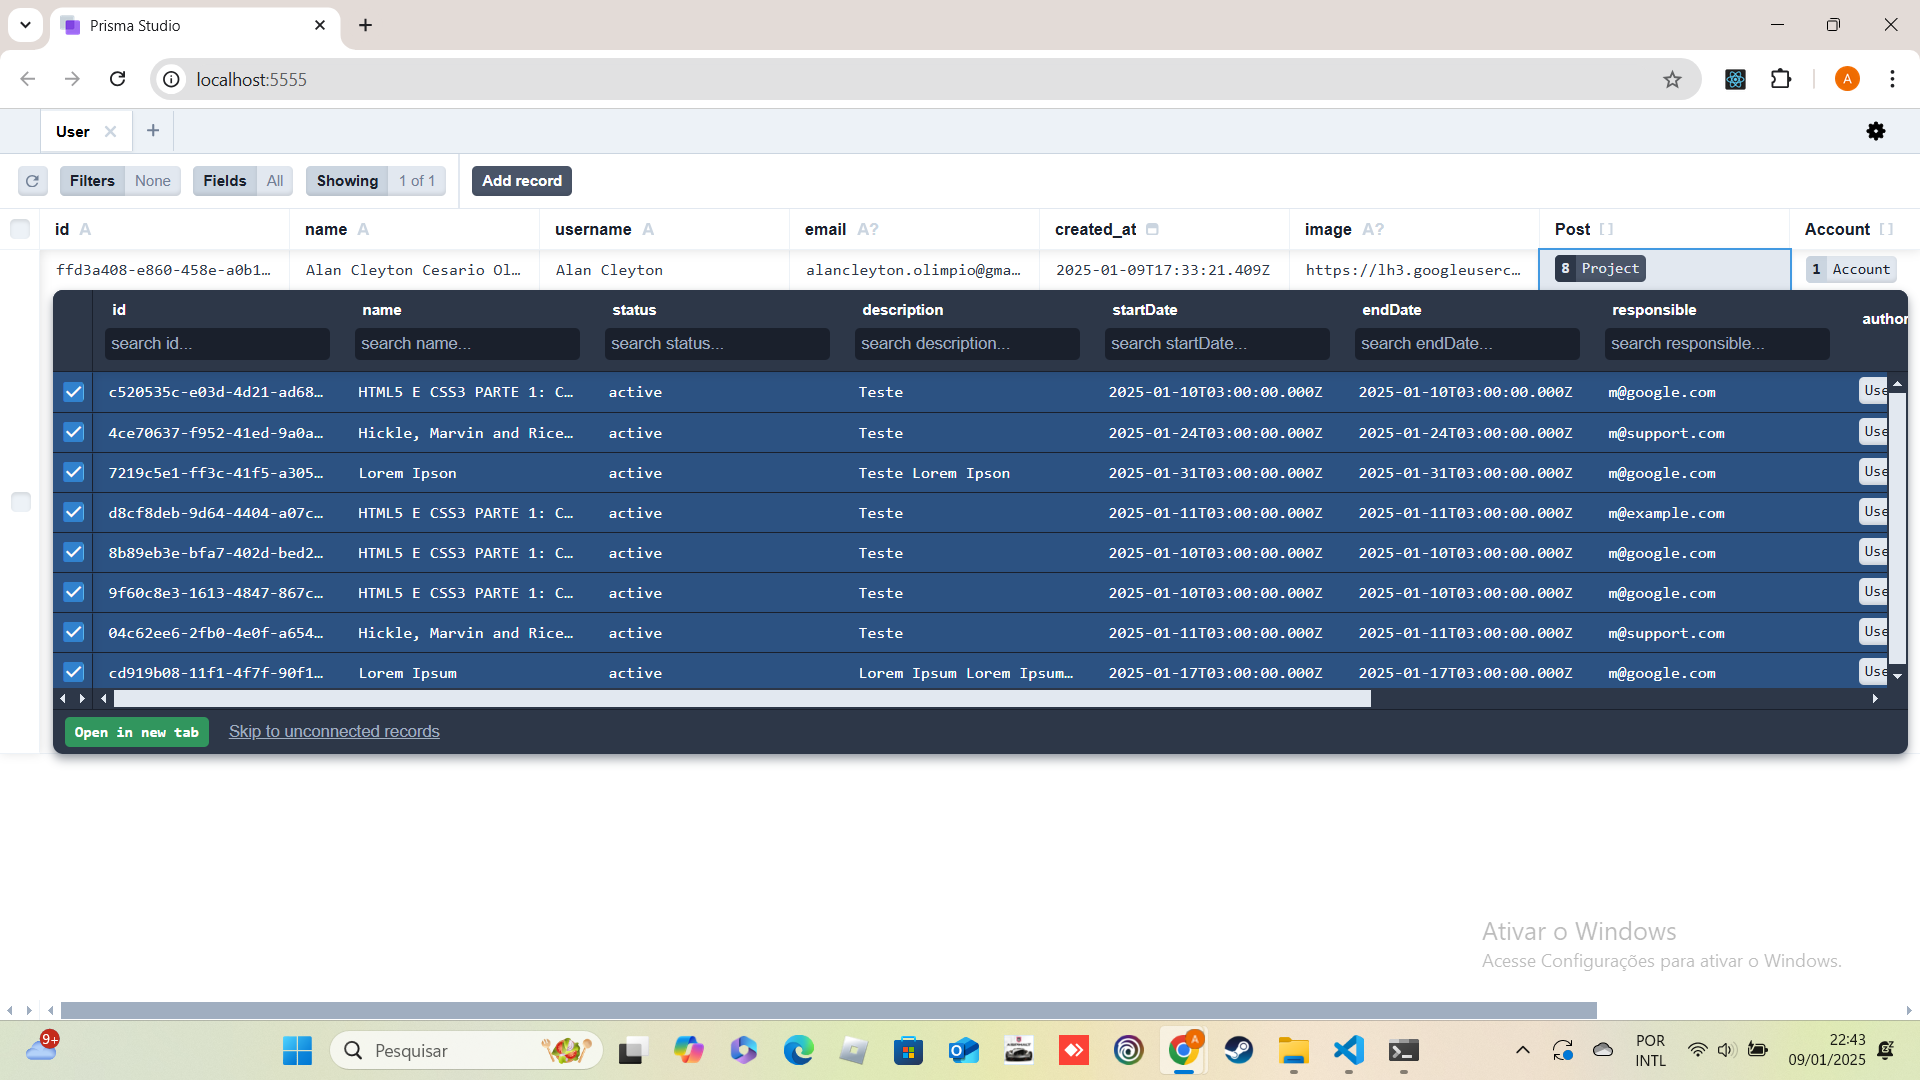 Prisma Studio
localhost:5555
A
User
Filters None Fields All Showing 1 of 1 Add record
id A name A username A email A? created_at image A? Post [] Account []
ffd3a408-e860-458e-a0b1… Alan Cleyton Cesario Ol… Alan Cleyton alancleyton.olimpio@gma… 2025-01-09T17:33:21.409Z https://lh3.googleuserc… 8 Project 1 Account
id name status description startDate endDate responsible author
search id... search name... search status... search description... search startDate... search endDate... search responsible...
c520535c-e03d-4d21-ad68… HTML5 E CSS3 PARTE 1: C… active Teste 2025-01-10T03:00:00.000Z 2025-01-10T03:00:00.000Z m@google.com Use
4ce70637-f952-41ed-9a0a… Hickle, Marvin and Rice… active Teste 2025-01-24T03:00:00.000Z 2025-01-24T03:00:00.000Z m@support.com Use
7219c5e1-ff3c-41f5-a305… Lorem Ipson active Teste Lorem Ipson 2025-01-31T03:00:00.000Z 2025-01-31T03:00:00.000Z m@google.com Use
d8cf8deb-9d64-4404-a07c… HTML5 E CSS3 PARTE 1: C… active Teste 2025-01-11T03:00:00.000Z 2025-01-11T03:00:00.000Z m@example.com Use
8b89eb3e-bfa7-402d-bed2… HTML5 E CSS3 PARTE 1: C… active Teste 2025-01-10T03:00:00.000Z 2025-01-10T03:00:00.000Z m@google.com Use
9f60c8e3-1613-4847-867c… HTML5 E CSS3 PARTE 1: C… active Teste 2025-01-10T03:00:00.000Z 2025-01-10T03:00:00.000Z m@google.com Use
04c62ee6-2fb0-4e0f-a654… Hickle, Marvin and Rice… active Teste 2025-01-11T03:00:00.000Z 2025-01-11T03:00:00.000Z m@support.com Use
cd919b08-11f1-4f7f-90f1… Lorem Ipsum active Lorem Ipsum Lorem Ipsum… 2025-01-17T03:00:00.000Z 2025-01-17T03:00:00.000Z m@google.com Use
Open in new tab Skip to unconnected records
Ativar o Windows
Acesse Configurações para ativar o Windows.
9+ Pesquisar A POR 22:43
INTL 09/01/2025